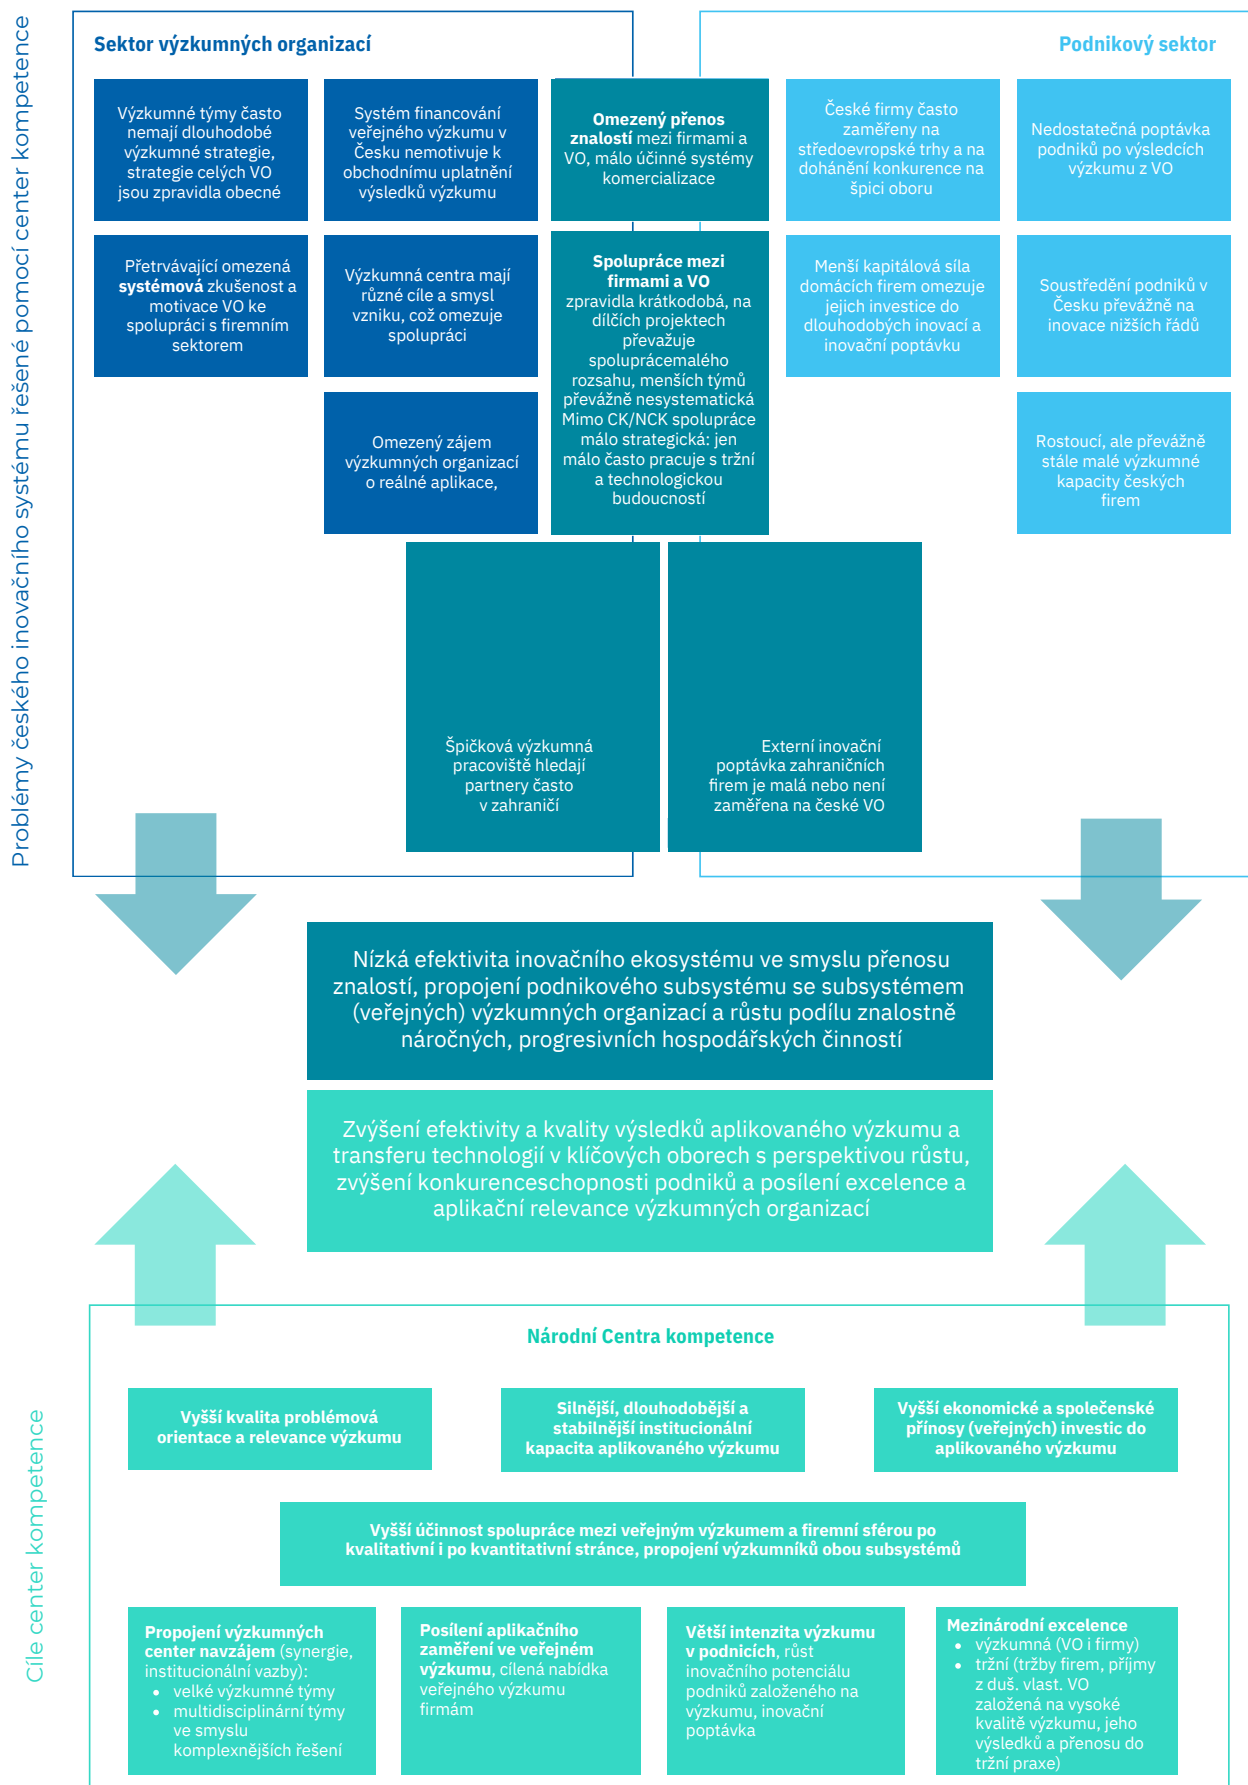 Problémy českého inovačního systému řešené pomocí center kompetence
Sektor výzkumných organizací
Podnikový sektor
Výzkumné týmy často
nemají dlouhodobé
výzkumné strategie,
strategie celých VO
jsou zpravidla obecné
Systém financování
veřejného výzkumu v
Česku nemotivuje k
obchodnímu uplatnění
výsledků výzkumu
Omezený přenos
znalostí mezi firmami a
VO, málo účinné systémy
komercializace
České firmy často
zaměřeny na
středoevropské trhy a na
dohánění konkurence na
špici oboru
Nedostatečná poptávka
podniků po výsledcích
výzkumu z VO
Přetrvávající omezená
systémová zkušenost a
motivace VO ke
spolupráci s firemním
sektorem
Výzkumná centra mají
různé cíle a smysl
vzniku, což omezuje
spolupráci
Spolupráce mezi
firmami a VO
zpravidla krátkodobá, na
dílčích projektech
převažuje
spoluprácemalého
rozsahu, menších týmů
převážně nesystematická
Mimo CK/NCK spolupráce
málo strategická: jen
málo často pracuje s tržní
a technologickou
budoucností
Menší kapitálová síla
domácích firem omezuje
jejich investice do
dlouhodobých inovací a
inovační poptávku
Soustředění podniků v
Česku převážně na
inovace nižších řádů
Omezený zájem
výzkumných organizací
o reálné aplikace,
Rostoucí, ale převážně
stále malé výzkumné
kapacity českých
firem
Špičková výzkumná
pracoviště hledají
partnery často
v zahraničí
Externí inovační
poptávka zahraničních
firem je malá nebo není
zaměřena na české VO
Nízká efektivita inovačního ekosystému ve smyslu přenosu
znalostí, propojení podnikového subsystému se subsystémem
(veřejných) výzkumných organizací a růstu podílu znalostně
náročných, progresivních hospodářských činností
Zvýšení efektivity a kvality výsledků aplikovaného výzkumu a
transferu technologií v klíčových oborech s perspektivou růstu,
zvýšení konkurenceschopnosti podniků a posílení excelence a
aplikační relevance výzkumných organizací
Cíle center kompetence
Národní Centra kompetence
Vyšší kvalita problémová
orientace a relevance výzkumu
Silnější, dlouhodobější a
stabilnější institucionální
kapacita aplikovaného výzkumu
Vyšší ekonomické a společenské
přínosy (veřejných) investic do
aplikovaného výzkumu
Vyšší účinnost spolupráce mezi veřejným výzkumem a firemní sférou po
kvalitativní i po kvantitativní stránce, propojení výzkumníků obou subsystémů
Propojení výzkumných
center navzájem (synergie,
institucionální vazby):
• velké výzkumné týmy
• multidisciplinární týmy
ve smyslu
komplexnějších řešení
Posílení aplikačního
zaměření ve veřejném
výzkumu, cílená nabídka
veřejného výzkumu
firmám
Větší intenzita výzkumu
v podnicích, růst
inovačního potenciálu
podniků založeného na
výzkumu, inovační
poptávka
Mezinárodní excelence
• výzkumná (VO i firmy)
• tržní (tržby firem, příjmy
z duš. vlast. VO
založená na vysoké
kvalitě výzkumu, jeho
výsledků a přenosu do
tržní praxe)